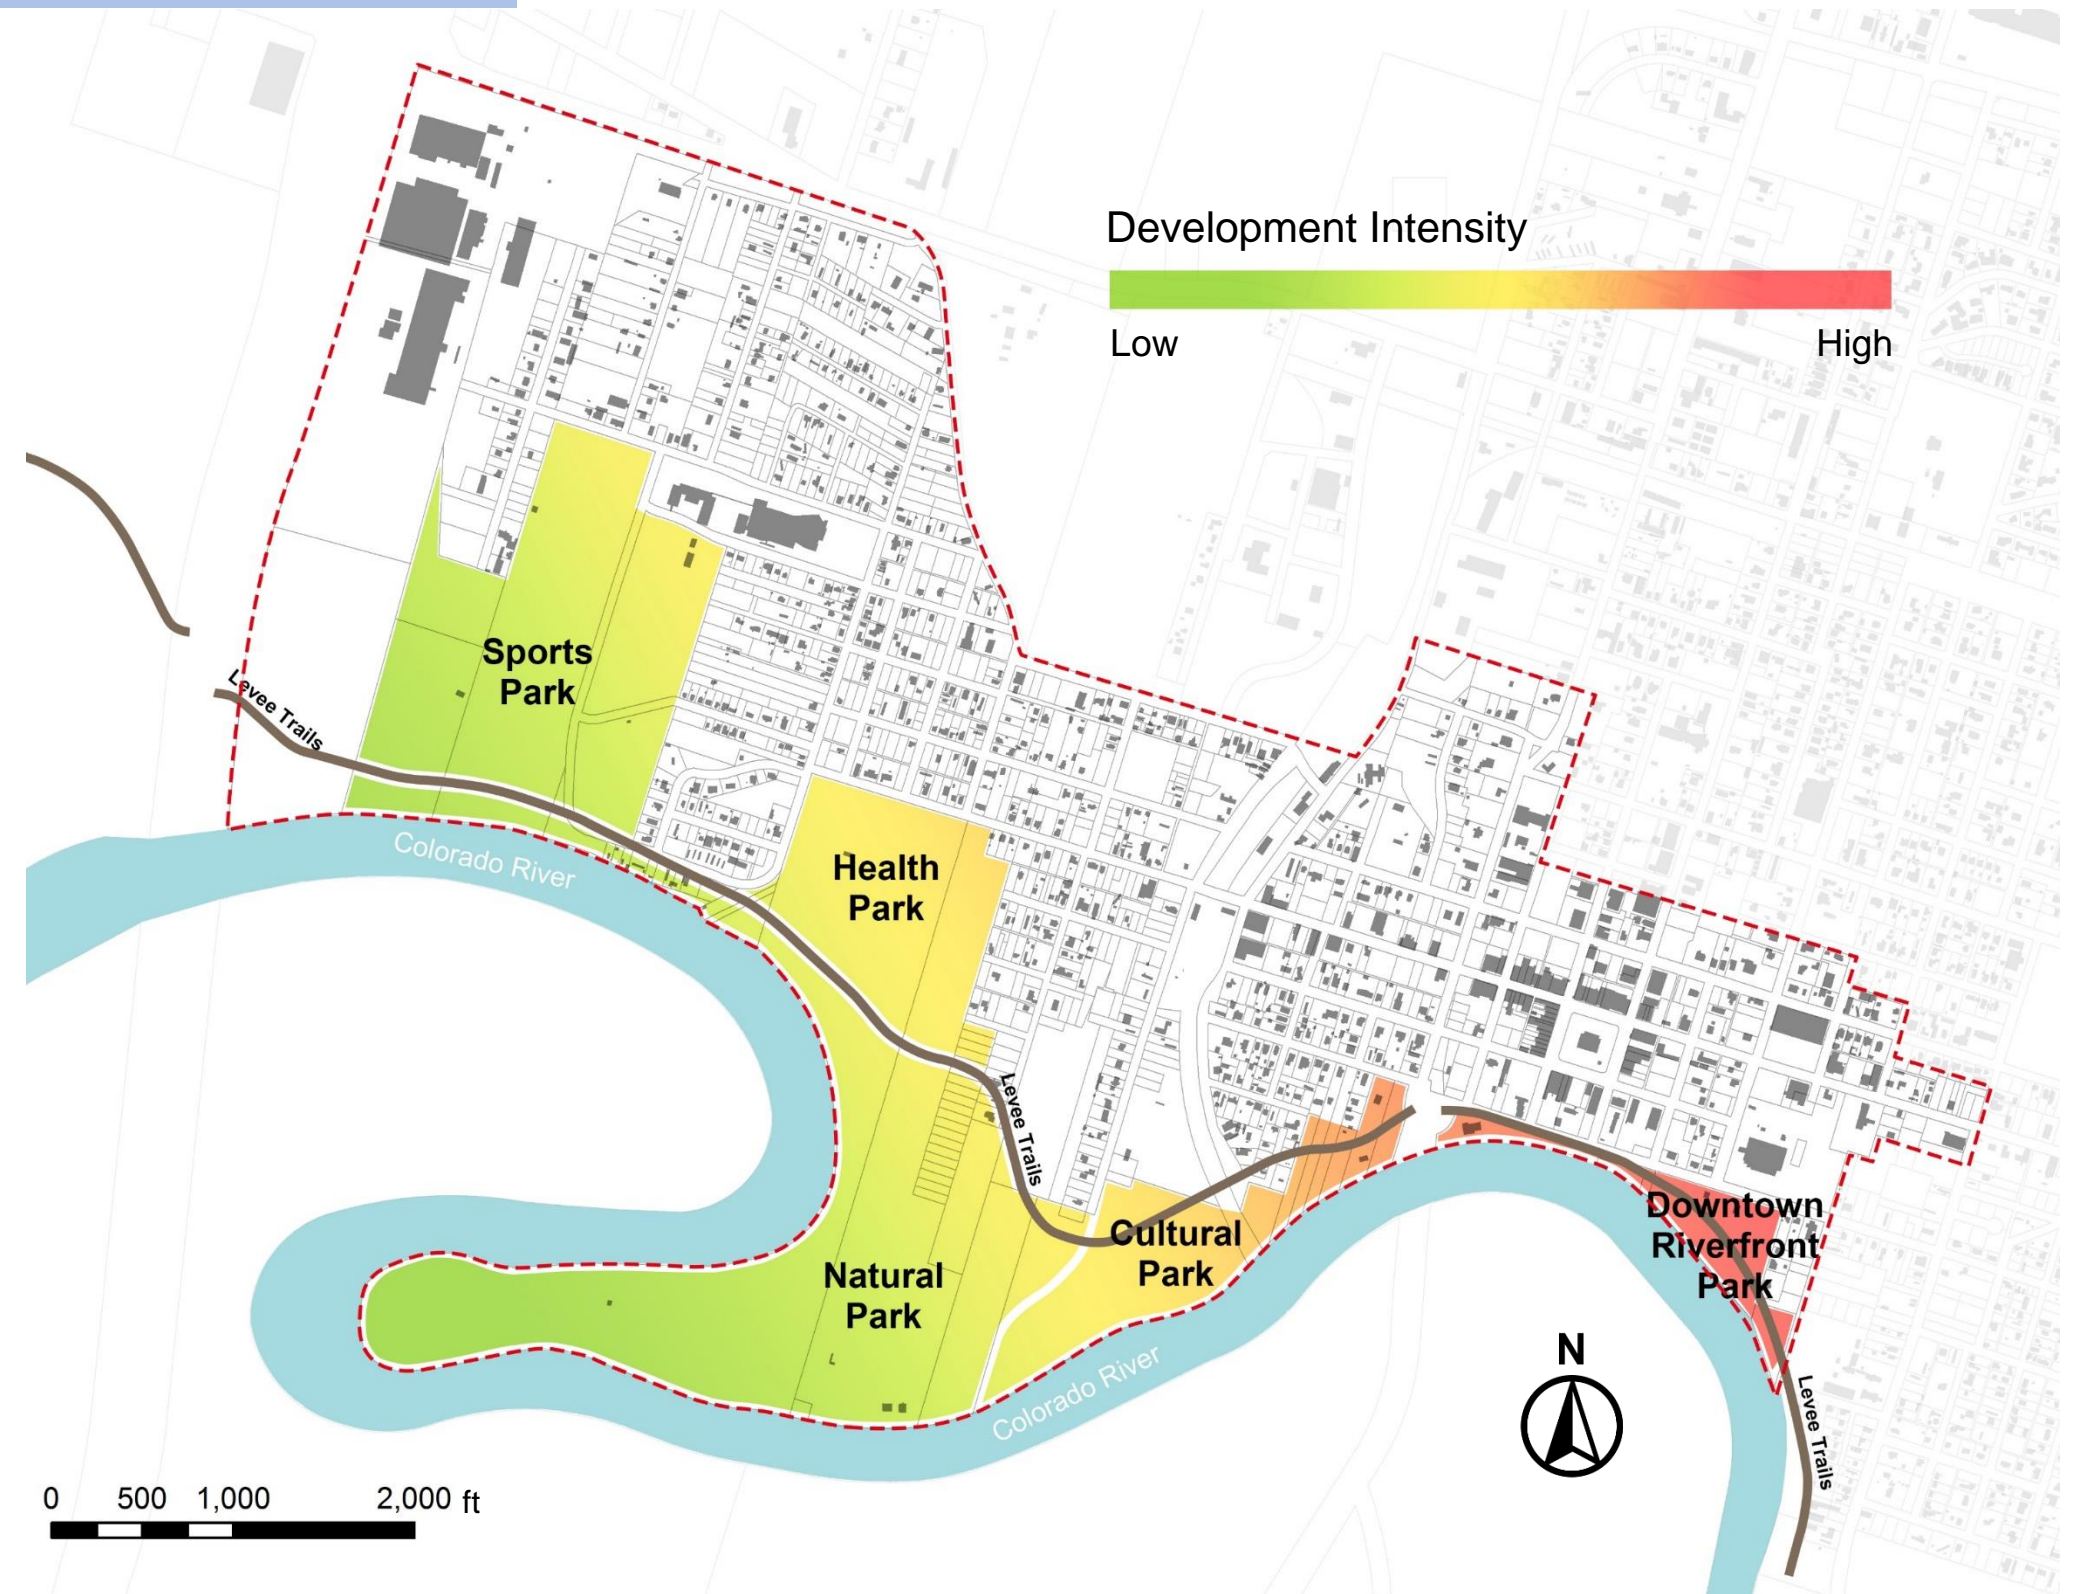 Development Intensity
Low
High
Sports
Park
Levee Trails
Colorado River
Health
Park
Levee Trails
Cultural
Park
Natural
Park
Downtown
Riverfront
Park
Colorado River
N
Levee Trails
0 500 1,000 2,000 ft